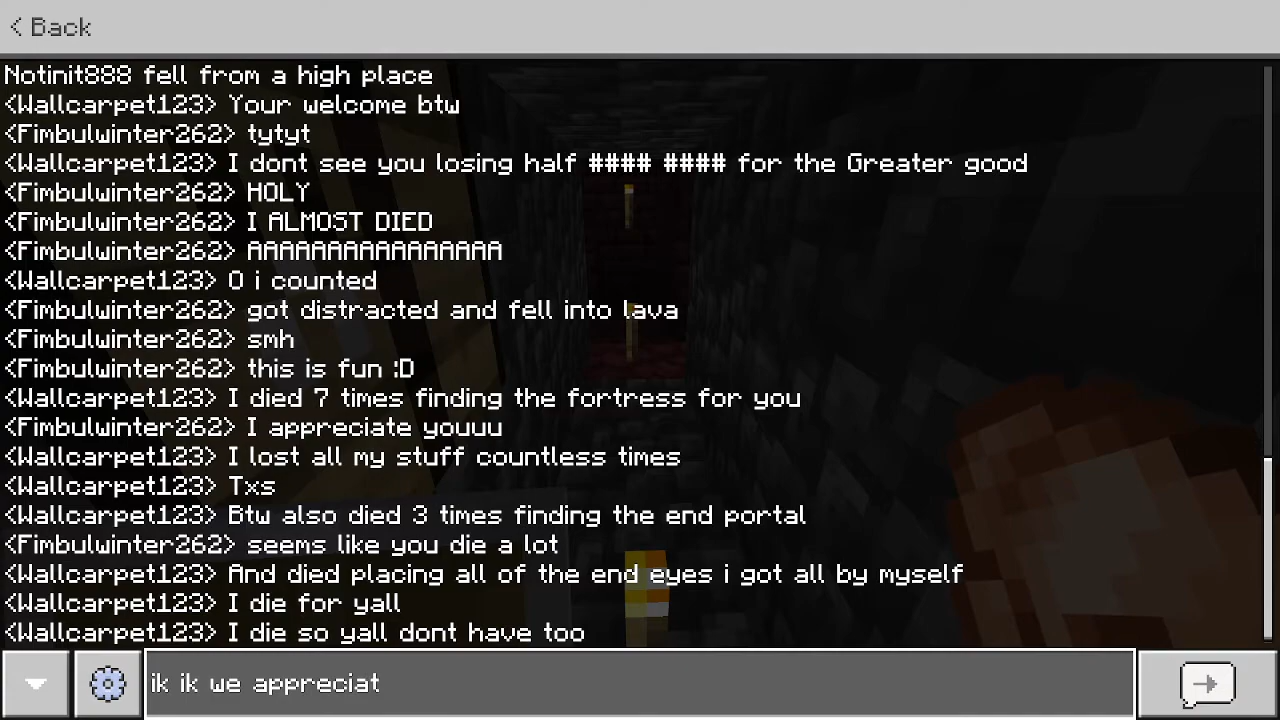 < Back
Notinit888 fell from a high place
<Wallcarpet123> Your welcome btw
<Fimbulwinter262> tytyt
<Wallcarpet123> I dont see you losing half #### #### for the Greater good
<Fimbulwinter262> HOLY
<Fimbulwinter262> I ALMOST DIED
<Fimbulwinter262> AAAAAAAAAAAAAAAAA
<Wallcarpet123> O i counted
<Fimbulwinter262> got distracted and fell into lava
<Fimbulwinter262> smh
<Fimbulwinter262> this is fun :D
<Wallcarpet123> I died 7 times finding the fortress for you
<Fimbulwinter262> I appreciate youuu
<Wallcarpet123> I lost all my stuff countless times
<Wallcarpet123> Txs
<Wallcarpet123> Btw also died 3 times finding the end portal
<Fimbulwinter262> seems like you die a lot
<Wallcarpet123> And died placing all of the end eyes i got all by myself
<Wallcarpet123> I die for yall
<Wallcarpet123> I die so yall dont have too
ik ik we appreciat